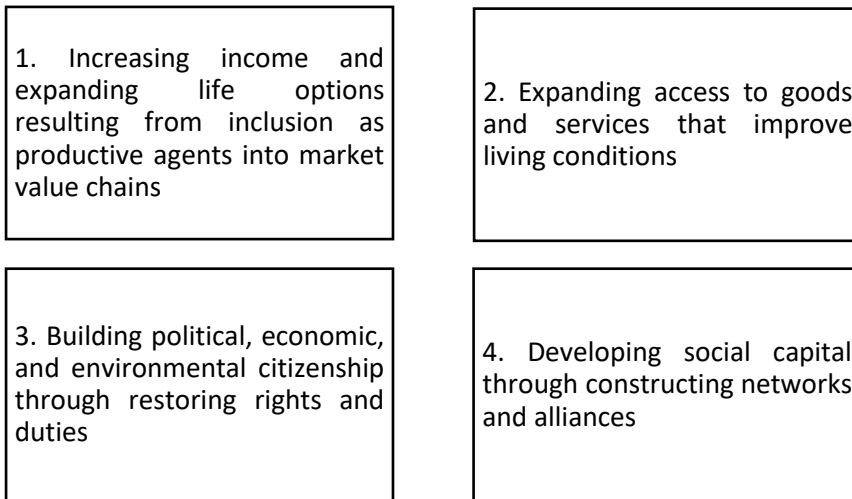 1. Increasing income and
expanding life options
resulting from inclusion as
productive agents into market
value chains
2. Expanding access to goods
and services that improve
living conditions
3. Building political, economic,
and environmental citizenship
through restoring rights and
duties
4. Developing social capital
through constructing networks
and alliances